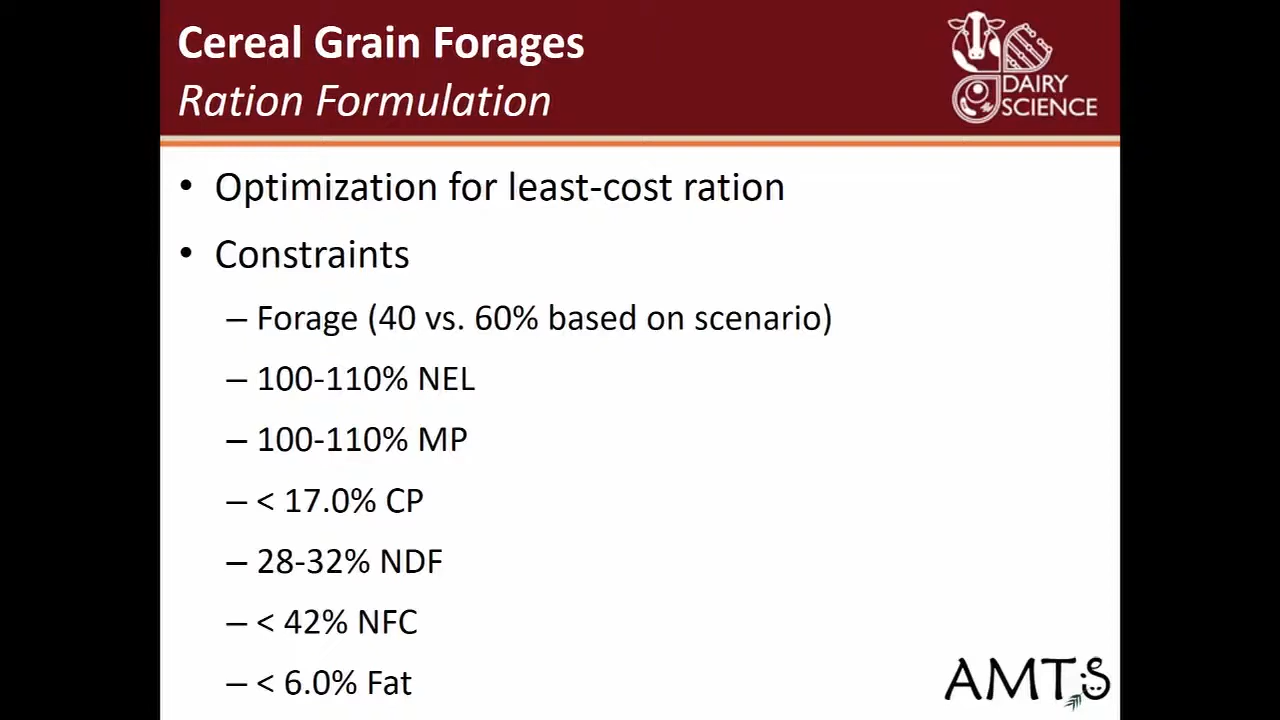 Cereal Grain Forages
Ration Formulation
DAIRY
SCIENCE
• Optimization for least-cost ration
• Constraints
– Forage (40 vs. 60% based on scenario)
– 100-110% NEL
– 100-110% MP
– < 17.0% CP
– 28-32% NDF
– < 42% NFC
– < 6.0% Fat
AMTS